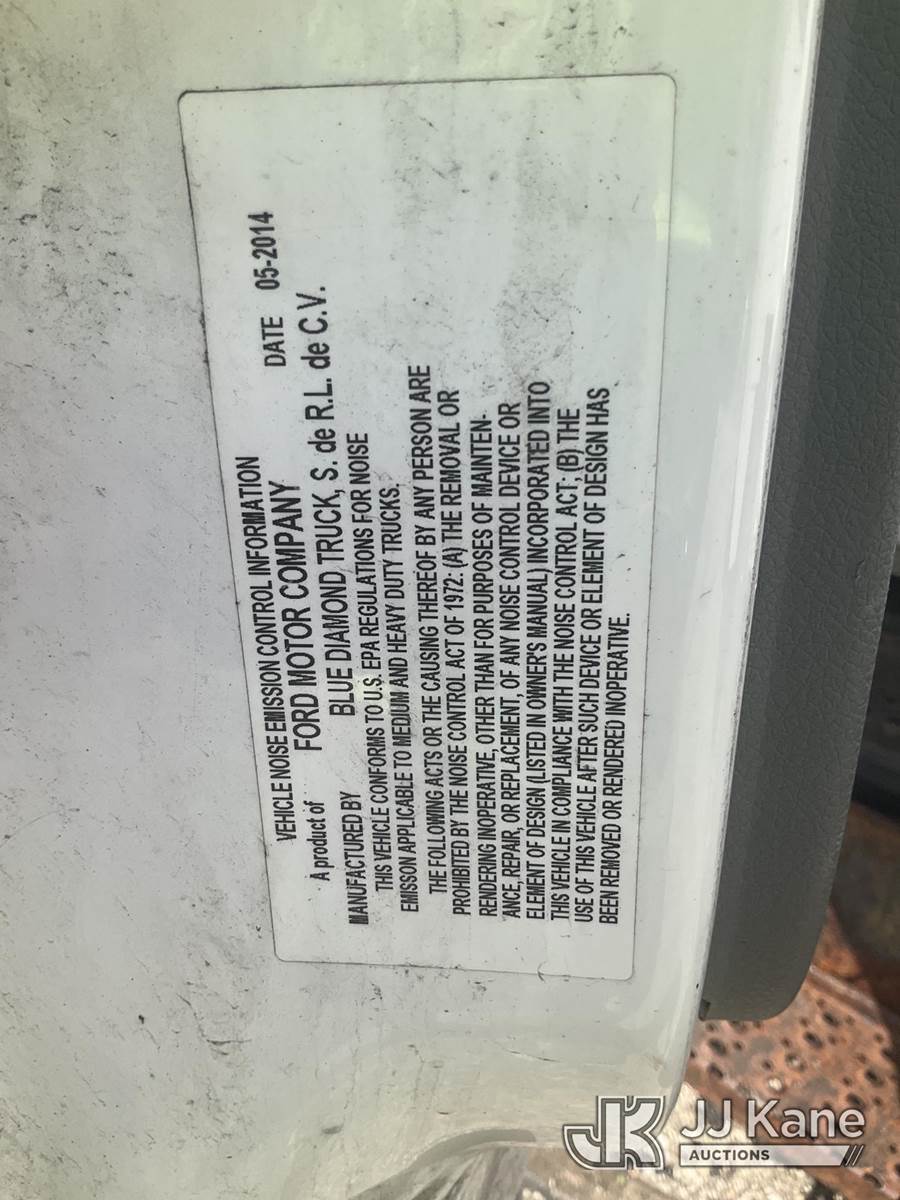 VEHICLE NOISE EMISSION CONTROL INFORMATION
A product of FORD MOTOR COMPANY DATE 05-2014
MANUFACTURED BY BLUE DIAMOND TRUCK, S. de R.L. de C.V.
THIS VEHICLE CONFORMS TO U.S. EPA REGULATIONS FOR NOISE
EMISSON APPLICABLE TO MEDIUM AND HEAVY DUTY TRUCKS.
THE FOLLOWING ACTS OR THE CAUSING THEREOF BY ANY PERSON ARE
PROHIBITED BY THE NOISE CONTROL ACT OF 1972: (A) THE REMOVAL OR
RENDERING INOPERATIVE, OTHER THAN FOR PURPOSES OF MAINTEN-
ANCE, REPAIR, OR REPLACEMENT, OF ANY NOISE CONTROL DEVICE OR
ELEMENT OF DESIGN (LISTED IN OWNER'S MANUAL) INCORPORATED INTO
THIS VEHICLE IN COMPLIANCE WITH THE NOISE CONTROL ACT; (B) THE
USE OF THIS VEHICLE AFTER SUCH DEVICE OR ELEMENT OF DESIGN HAS
BEEN REMOVED OR RENDERED INOPERATIVE.
JK JJ Kane
AUCTIONS